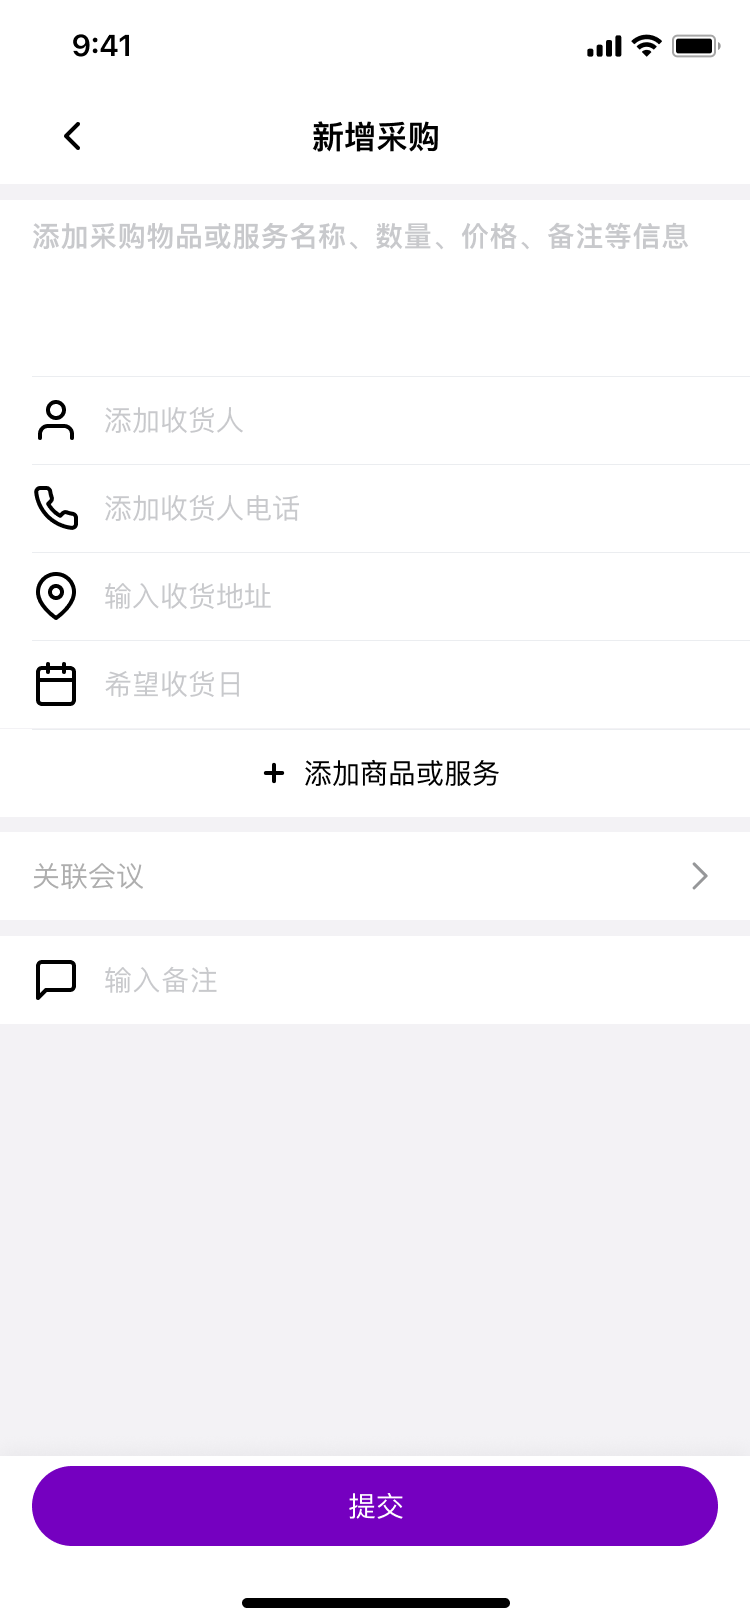 9:41
新增采购
添加采购物品或服务名称、数量、价格、备注等信息
添加收货人
添加收货人电话
输入收货地址
希望收货日
添加商品或服务
关联会议
输入备注
提交